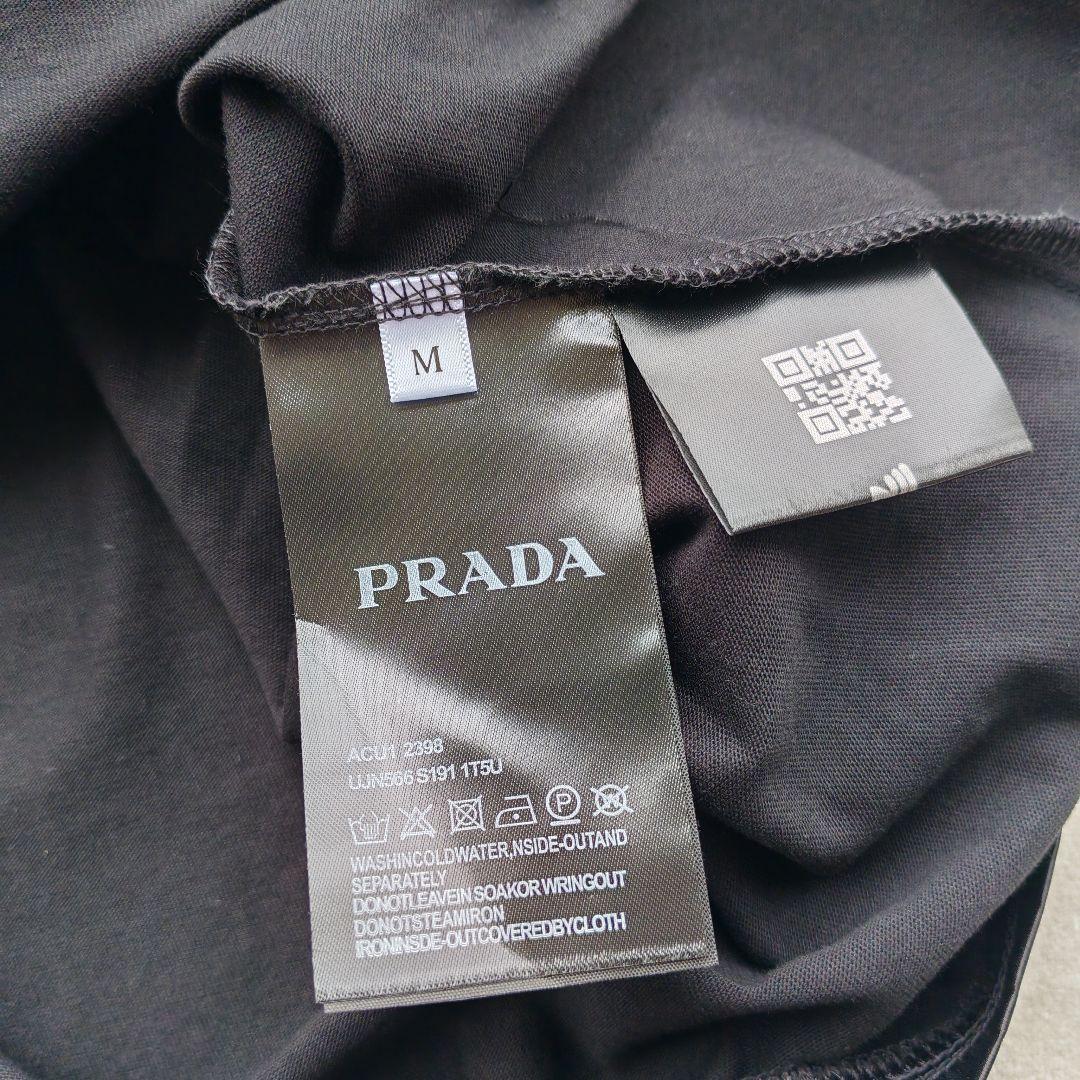 M
PRADA
ACU1 2398
UJN566 S191 1T5U
WASHINCOLDWATER,NSIDE-OUTAND
SEPARATELY
DONOTLEAVEIN SOAKOR WRINGOUT
DONOTSTEAMIRON
IRONINSDE-OUTCOVEREDBYCLOTH